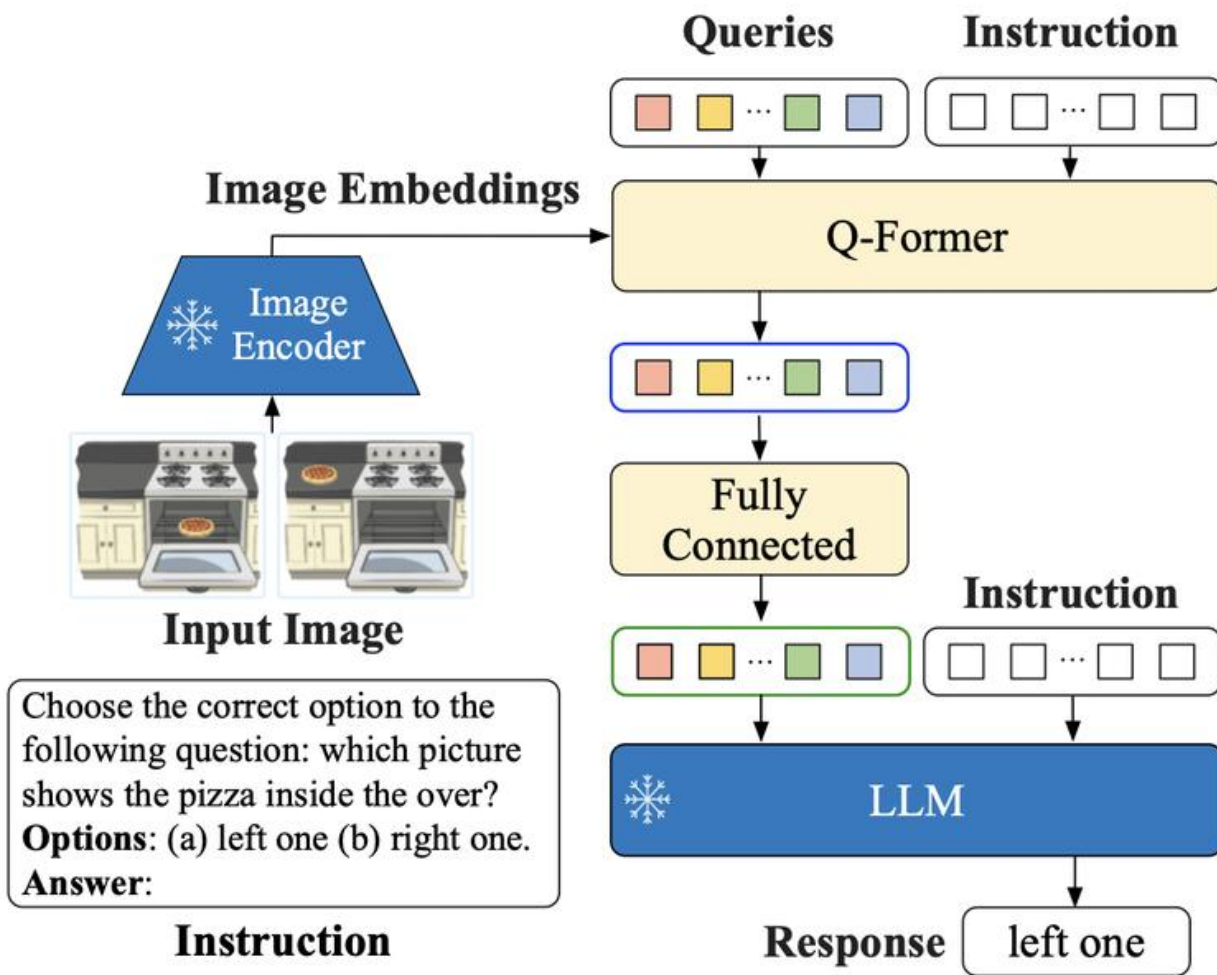 Queries Instruction
...
...
Image Embeddings
Q-Former
Image
Encoder
...
Fully
Connected
Input Image
Instruction
...
...
Choose the correct option to the
following question: which picture
shows the pizza inside the over?
Options: (a) left one (b) right one.
Answer:
Instruction
LLM
Response left one